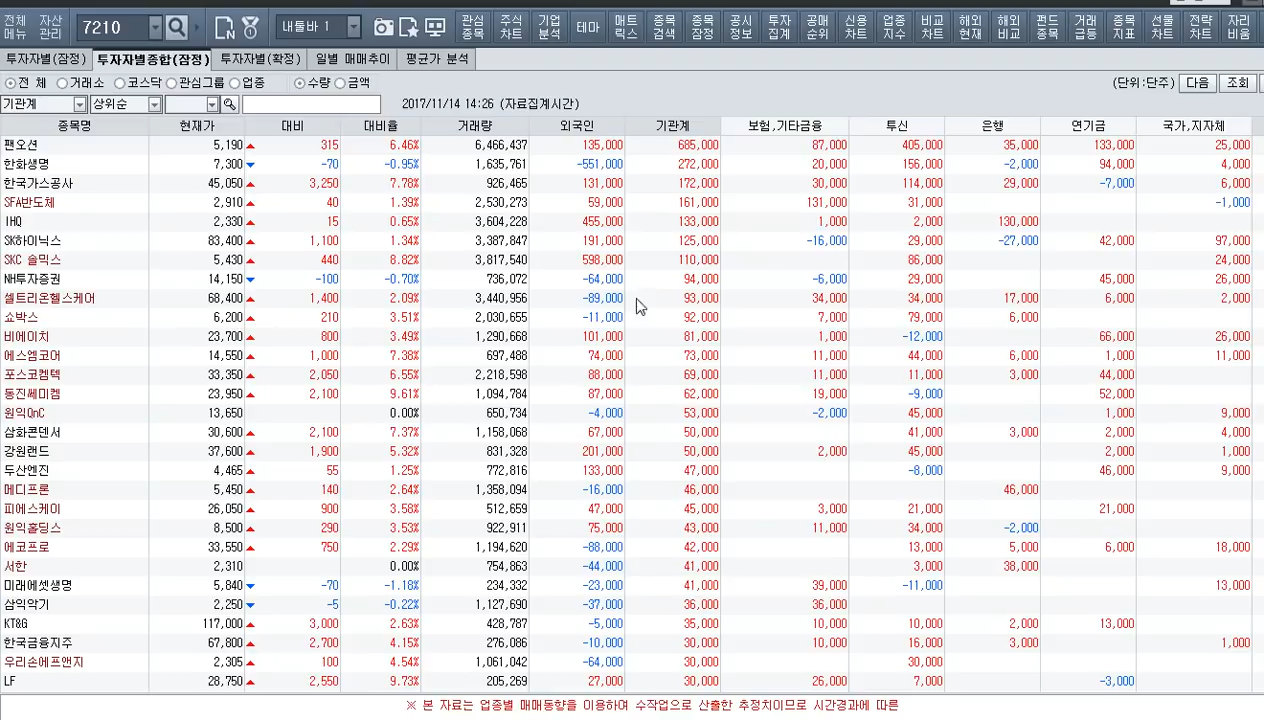 전체 자산 7210 내툴바 1 관심 주식 기업 테마 매트 종목 종목 공시 투자 공매 신용 업종 비교 해외 해외 펀드 거래 종목 선물 전략 자리
메뉴 관리 종목 차트 분석 릭스 검색 잠정 정보 집계 순위 차트 지수 차트 현재 비교 종목 급등 지표 차트 차트 비움
투자자별(잠정) 투자자별종합(잠정) 투자자별(확정) 일별 매매추이 평균가 분석
전 체 거래소 코스닥 관심그룹 업종 수량 금액 (단위:단주) 다음 조회
기관계 상위순 2017/11/14 14:26 (자료집계시간)
종목명 현재가 대비 대비율 거래량 외국인 기관계 보험,기타금융 투신 은행 연기금 국가,지자체
팬오션 5,190 ▲ 315 6.46% 6,466,437 135,000 685,000 87,000 405,000 35,000 133,000 25,000
한화생명 7,300 ▼ -70 -0.95% 1,635,761 -551,000 272,000 20,000 156,000 -2,000 94,000 4,000
한국가스공사 45,050 ▲ 3,250 7.78% 926,465 131,000 172,000 30,000 114,000 29,000 -7,000 6,000
SFA반도체 2,910 ▲ 40 1.39% 2,530,273 59,000 161,000 131,000 31,000 -1,000
IHQ 2,330 ▲ 15 0.65% 3,604,228 455,000 133,000 1,000 2,000 130,000
SK하이닉스 83,400 ▲ 1,100 1.34% 3,387,847 191,000 125,000 -16,000 29,000 -27,000 42,000 97,000
SKC 솔믹스 5,430 ▲ 440 8.82% 3,817,540 598,000 110,000 86,000 24,000
NH투자증권 14,150 ▼ -100 -0.70% 736,072 -64,000 94,000 -6,000 29,000 45,000 26,000
셀트리온헬스케어 68,400 ▲ 1,400 2.09% 3,440,956 -89,000 93,000 34,000 34,000 17,000 6,000 2,000
쇼박스 6,200 ▲ 210 3.51% 2,030,655 -11,000 92,000 7,000 79,000 6,000
비에이치 23,700 ▲ 800 3.49% 1,290,668 101,000 81,000 1,000 -12,000 66,000 26,000
에스엠코어 14,550 ▲ 1,000 7.38% 697,488 74,000 73,000 11,000 44,000 6,000 1,000 11,000
포스코켐텍 33,350 ▲ 2,050 6.55% 2,218,598 88,000 69,000 11,000 11,000 3,000 44,000
동진쎄미켐 23,950 ▲ 2,100 9.61% 1,094,784 87,000 62,000 19,000 -9,000 52,000
원익QnC 13,650 0.00% 650,734 -4,000 53,000 -2,000 45,000 1,000 9,000
삼화콘덴서 30,600 ▲ 2,100 7.37% 1,158,068 67,000 50,000 41,000 3,000 2,000 4,000
강원랜드 37,600 ▲ 1,900 5.32% 831,328 201,000 50,000 2,000 45,000 2,000 1,000
두산엔진 4,465 ▲ 55 1.25% 772,816 133,000 47,000 -8,000 46,000 9,000
메디프론 5,450 ▲ 140 2.64% 1,358,094 -16,000 46,000 46,000
피에스케이 26,050 ▲ 900 3.58% 512,659 47,000 45,000 3,000 21,000 21,000
원익홀딩스 8,500 ▲ 290 3.53% 922,911 75,000 43,000 11,000 34,000 -2,000
에코프로 33,550 ▲ 750 2.29% 1,194,620 -88,000 42,000 13,000 5,000 6,000 18,000
서한 2,310 0.00% 754,863 -44,000 41,000 3,000 38,000
미래에셋생명 5,840 ▼ -70 -1.18% 234,332 -23,000 41,000 39,000 -11,000 13,000
삼익악기 2,250 ▼ -5 -0.22% 1,127,690 -37,000 36,000 36,000
KT&G 117,000 ▲ 3,000 2.63% 428,787 -5,000 35,000 10,000 10,000 2,000 13,000
한국금융지주 67,800 ▲ 2,700 4.15% 276,086 -10,000 30,000 10,000 16,000 3,000 1,000
우리손에프앤지 2,305 ▲ 100 4.54% 1,061,042 -64,000 30,000 30,000
LF 28,750 ▲ 2,550 9.73% 205,269 27,000 30,000 26,000 7,000 -3,000
※ 본 자료는 업종별 매매동향을 이용하여 수작업으로 산출한 추정치이므로 시간경과에 따른